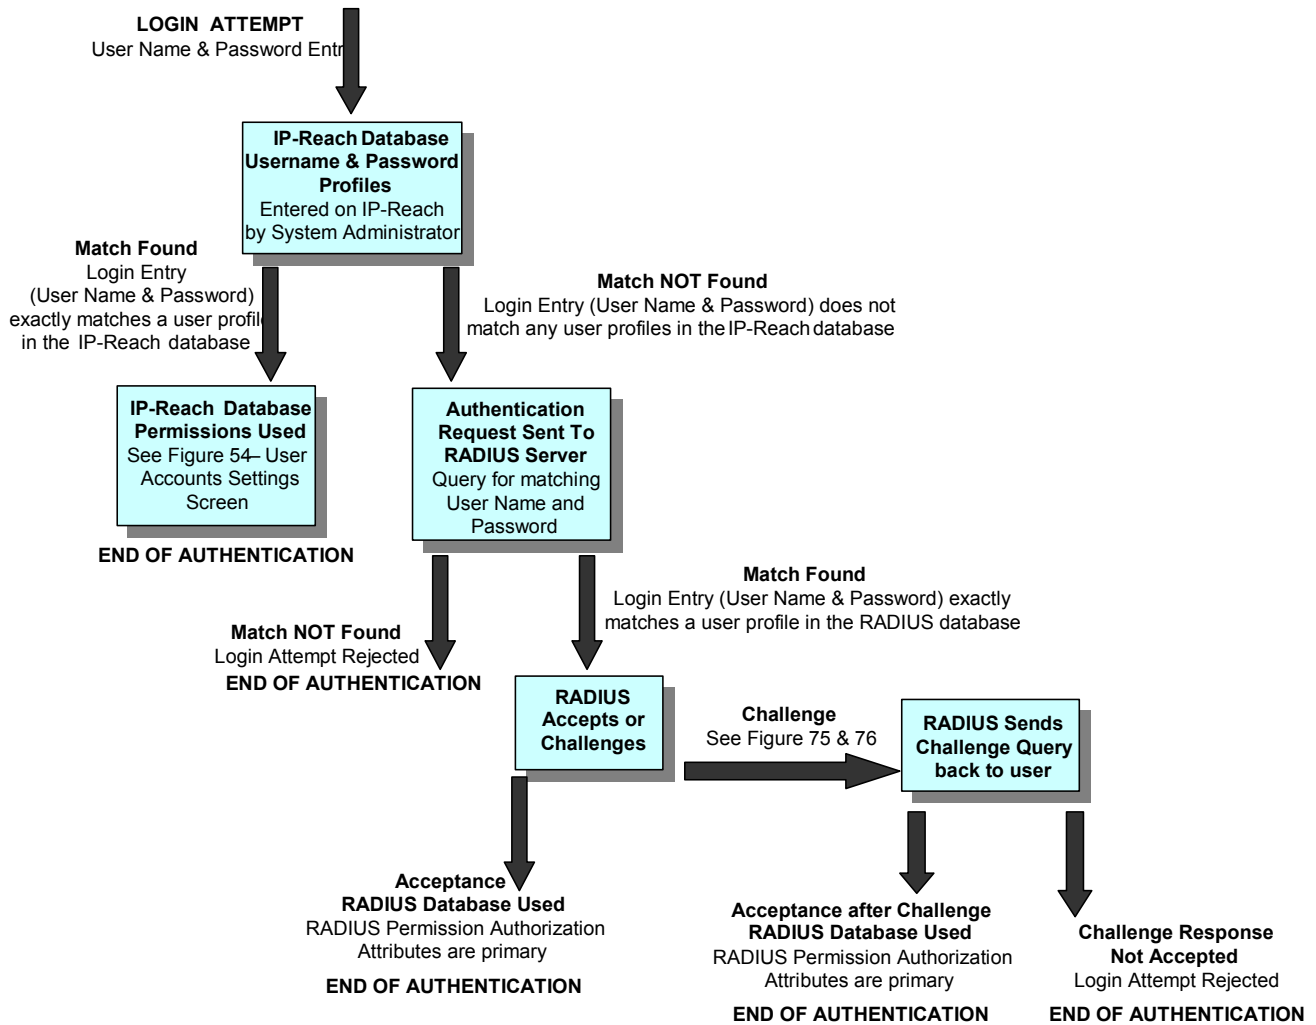 LOGIN ATTEMPT
User Name & Password Entr
IP-Reach Database
Username & Password
Profiles
Entered on IP-Reach
by System Administrator
Match Found
Login Entry
(User Name & Password)
exactly matches a user profil
in the IP-Reach database
Match NOT Found
Login Entry (User Name & Password) does not
match any user profiles in the IP-Reach database
IP-Reach Database
Permissions Used
See Figure 54– User
Accounts Settings
Screen
END OF AUTHENTICATION
Authentication
Request Sent To
RADIUS Server
Query for matching
User Name and
Password
Match NOT Found
Login Attempt Rejected
END OF AUTHENTICATION
Match Found
Login Entry (User Name & Password) exactly
matches a user profile in the RADIUS database
RADIUS
Accepts or
Challenges
Challenge
See Figure 75 & 76
RADIUS Sends
Challenge Query
back to user
Acceptance
RADIUS Database Used
RADIUS Permission Authorization
Attributes are primary
END OF AUTHENTICATION
Acceptance after Challenge
RADIUS Database Used
RADIUS Permission Authorization
Attributes are primary
END OF AUTHENTICATION
Challenge Response
Not Accepted
Login Attempt Rejected
END OF AUTHENTICATION